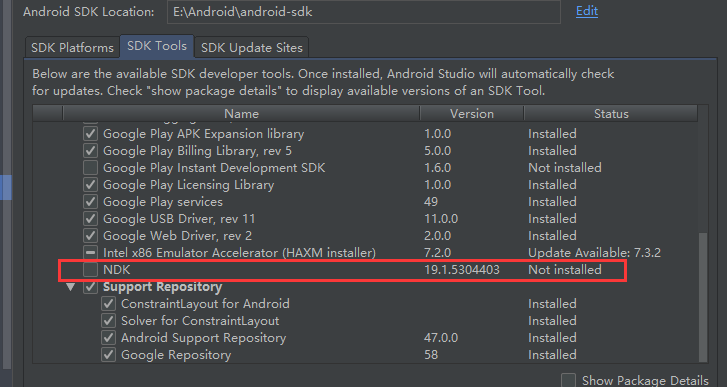 Android SDK Location: E:\Android\android-sdk Edit
SDK Platforms SDK Tools SDK Update Sites
Below are the available SDK developer tools. Once installed, Android Studio will automatically check
for updates. Check "show package details" to display available versions of an SDK Tool.
Name Version Status
Google Play APK Expansion library 1.0.0 Installed
Google Play Billing Library, rev 5 5.0.0 Installed
Google Play Instant Development SDK 1.6.0 Not installed
Google Play Licensing Library 1.0.0 Installed
Google Play services 49 Installed
Google USB Driver, rev 11 11.0.0 Installed
Google Web Driver, rev 2 2.0.0 Installed
Intel x86 Emulator Accelerator (HAXM installer) 7.2.0 Update Available: 7.3.2
NDK 19.1.5304403 Not installed
Support Repository
ConstraintLayout for Android Installed
Solver for ConstraintLayout Installed
Android Support Repository 47.0.0 Installed
Google Repository 58 Installed
Show Package Details